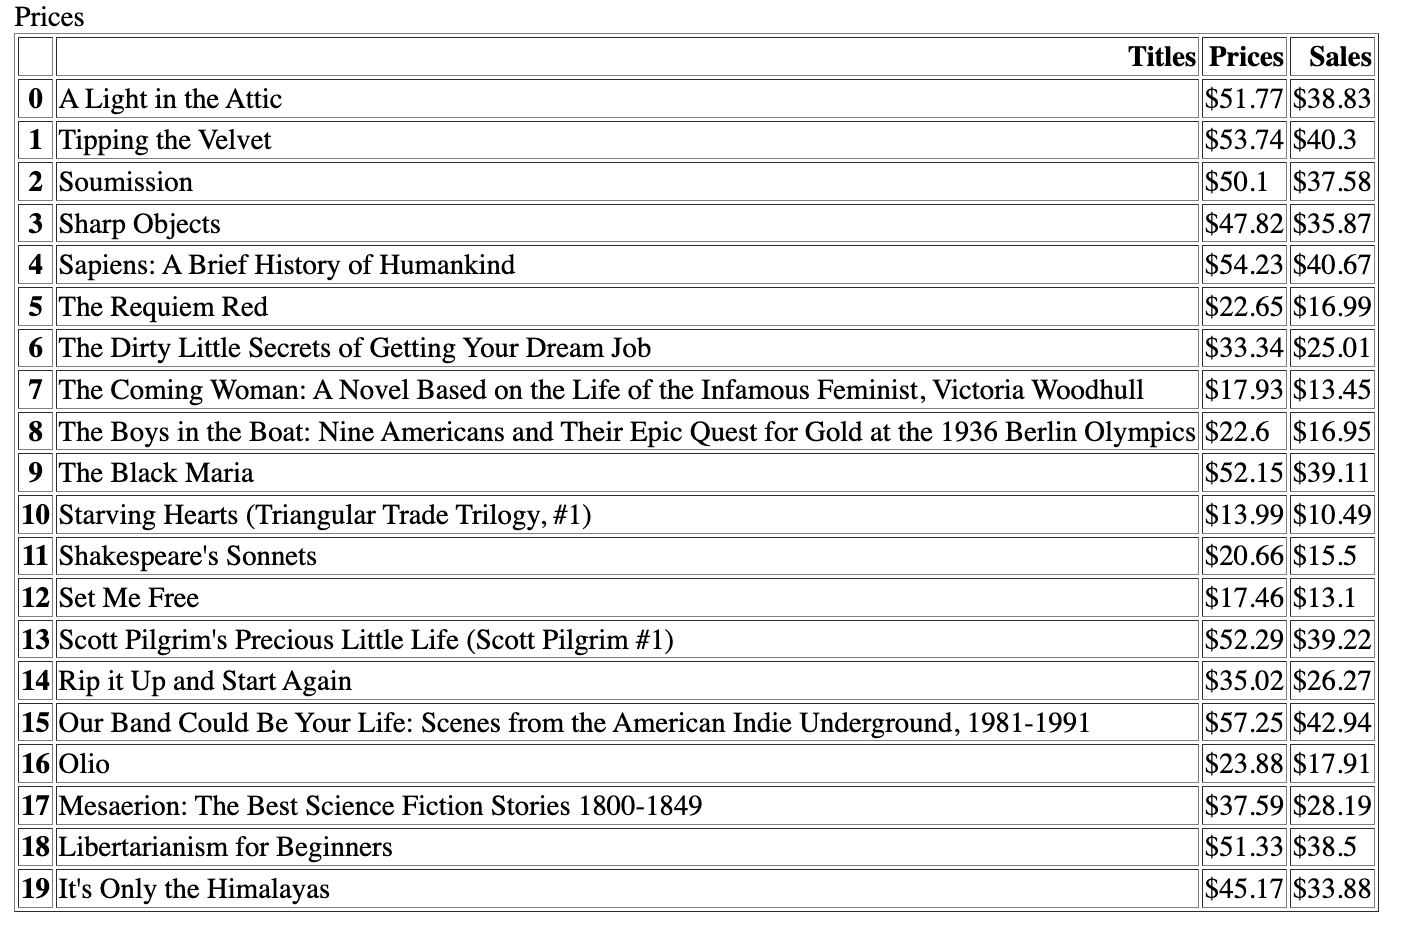 Prices
Titles Prices Sales
0 A Light in the Attic $51.77 $38.83
1 Tipping the Velvet $53.74 $40.3
2 Soumission $50.1 $37.58
3 Sharp Objects $47.82 $35.87
4 Sapiens: A Brief History of Humankind $54.23 $40.67
5 The Requiem Red $22.65 $16.99
6 The Dirty Little Secrets of Getting Your Dream Job $33.34 $25.01
7 The Coming Woman: A Novel Based on the Life of the Infamous Feminist, Victoria Woodhull $17.93 $13.45
8 The Boys in the Boat: Nine Americans and Their Epic Quest for Gold at the 1936 Berlin Olympics $22.6 $16.95
9 The Black Maria $52.15 $39.11
10 Starving Hearts (Triangular Trade Trilogy, #1) $13.99 $10.49
11 Shakespeare's Sonnets $20.66 $15.5
12 Set Me Free $17.46 $13.1
13 Scott Pilgrim's Precious Little Life (Scott Pilgrim #1) $52.29 $39.22
14 Rip it Up and Start Again $35.02 $26.27
15 Our Band Could Be Your Life: Scenes from the American Indie Underground, 1981-1991 $57.25 $42.94
16 Olio $23.88 $17.91
17 Mesaerion: The Best Science Fiction Stories 1800-1849 $37.59 $28.19
18 Libertarianism for Beginners $51.33 $38.5
19 It's Only the Himalayas $45.17 $33.88